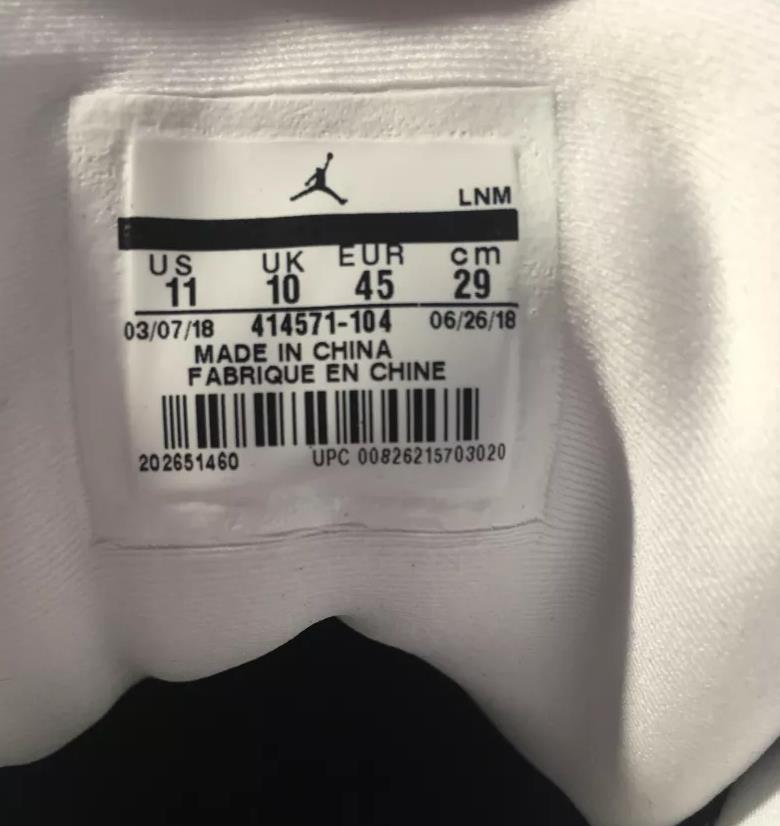 LNM
US UK EUR cm
11 10 45 29
03/07/18 414571-104 06/26/18
MADE IN CHINA
FABRIQUE EN CHINE
202651460 UPC 00826215703020